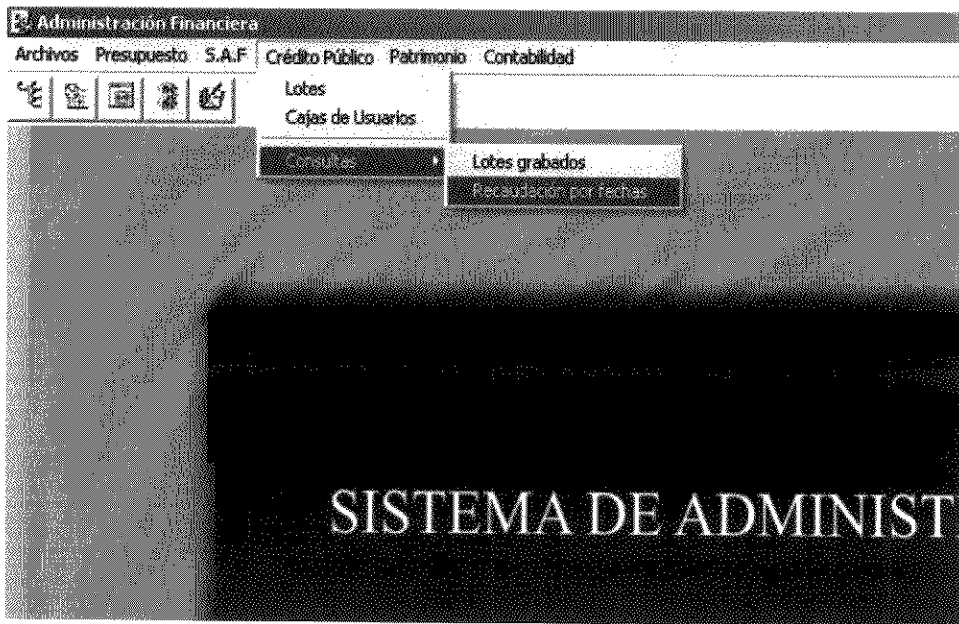 Administración Financiera
Archivos Presupuesto S.A.F Crédito Público Patrimonio Contabilidad
Lotes
Cajas de Usuarios
Consultas
Lotes grabados
Recaudación por fechas
SISTEMA DE ADMINIST